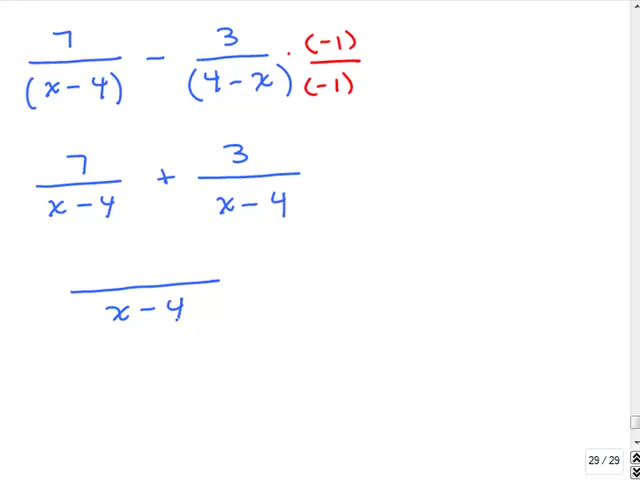 7/(x-4) - 3/(4-x) · (-1)/(-1)
7/x-4 + 3/x-4
/x-4
29 / 29